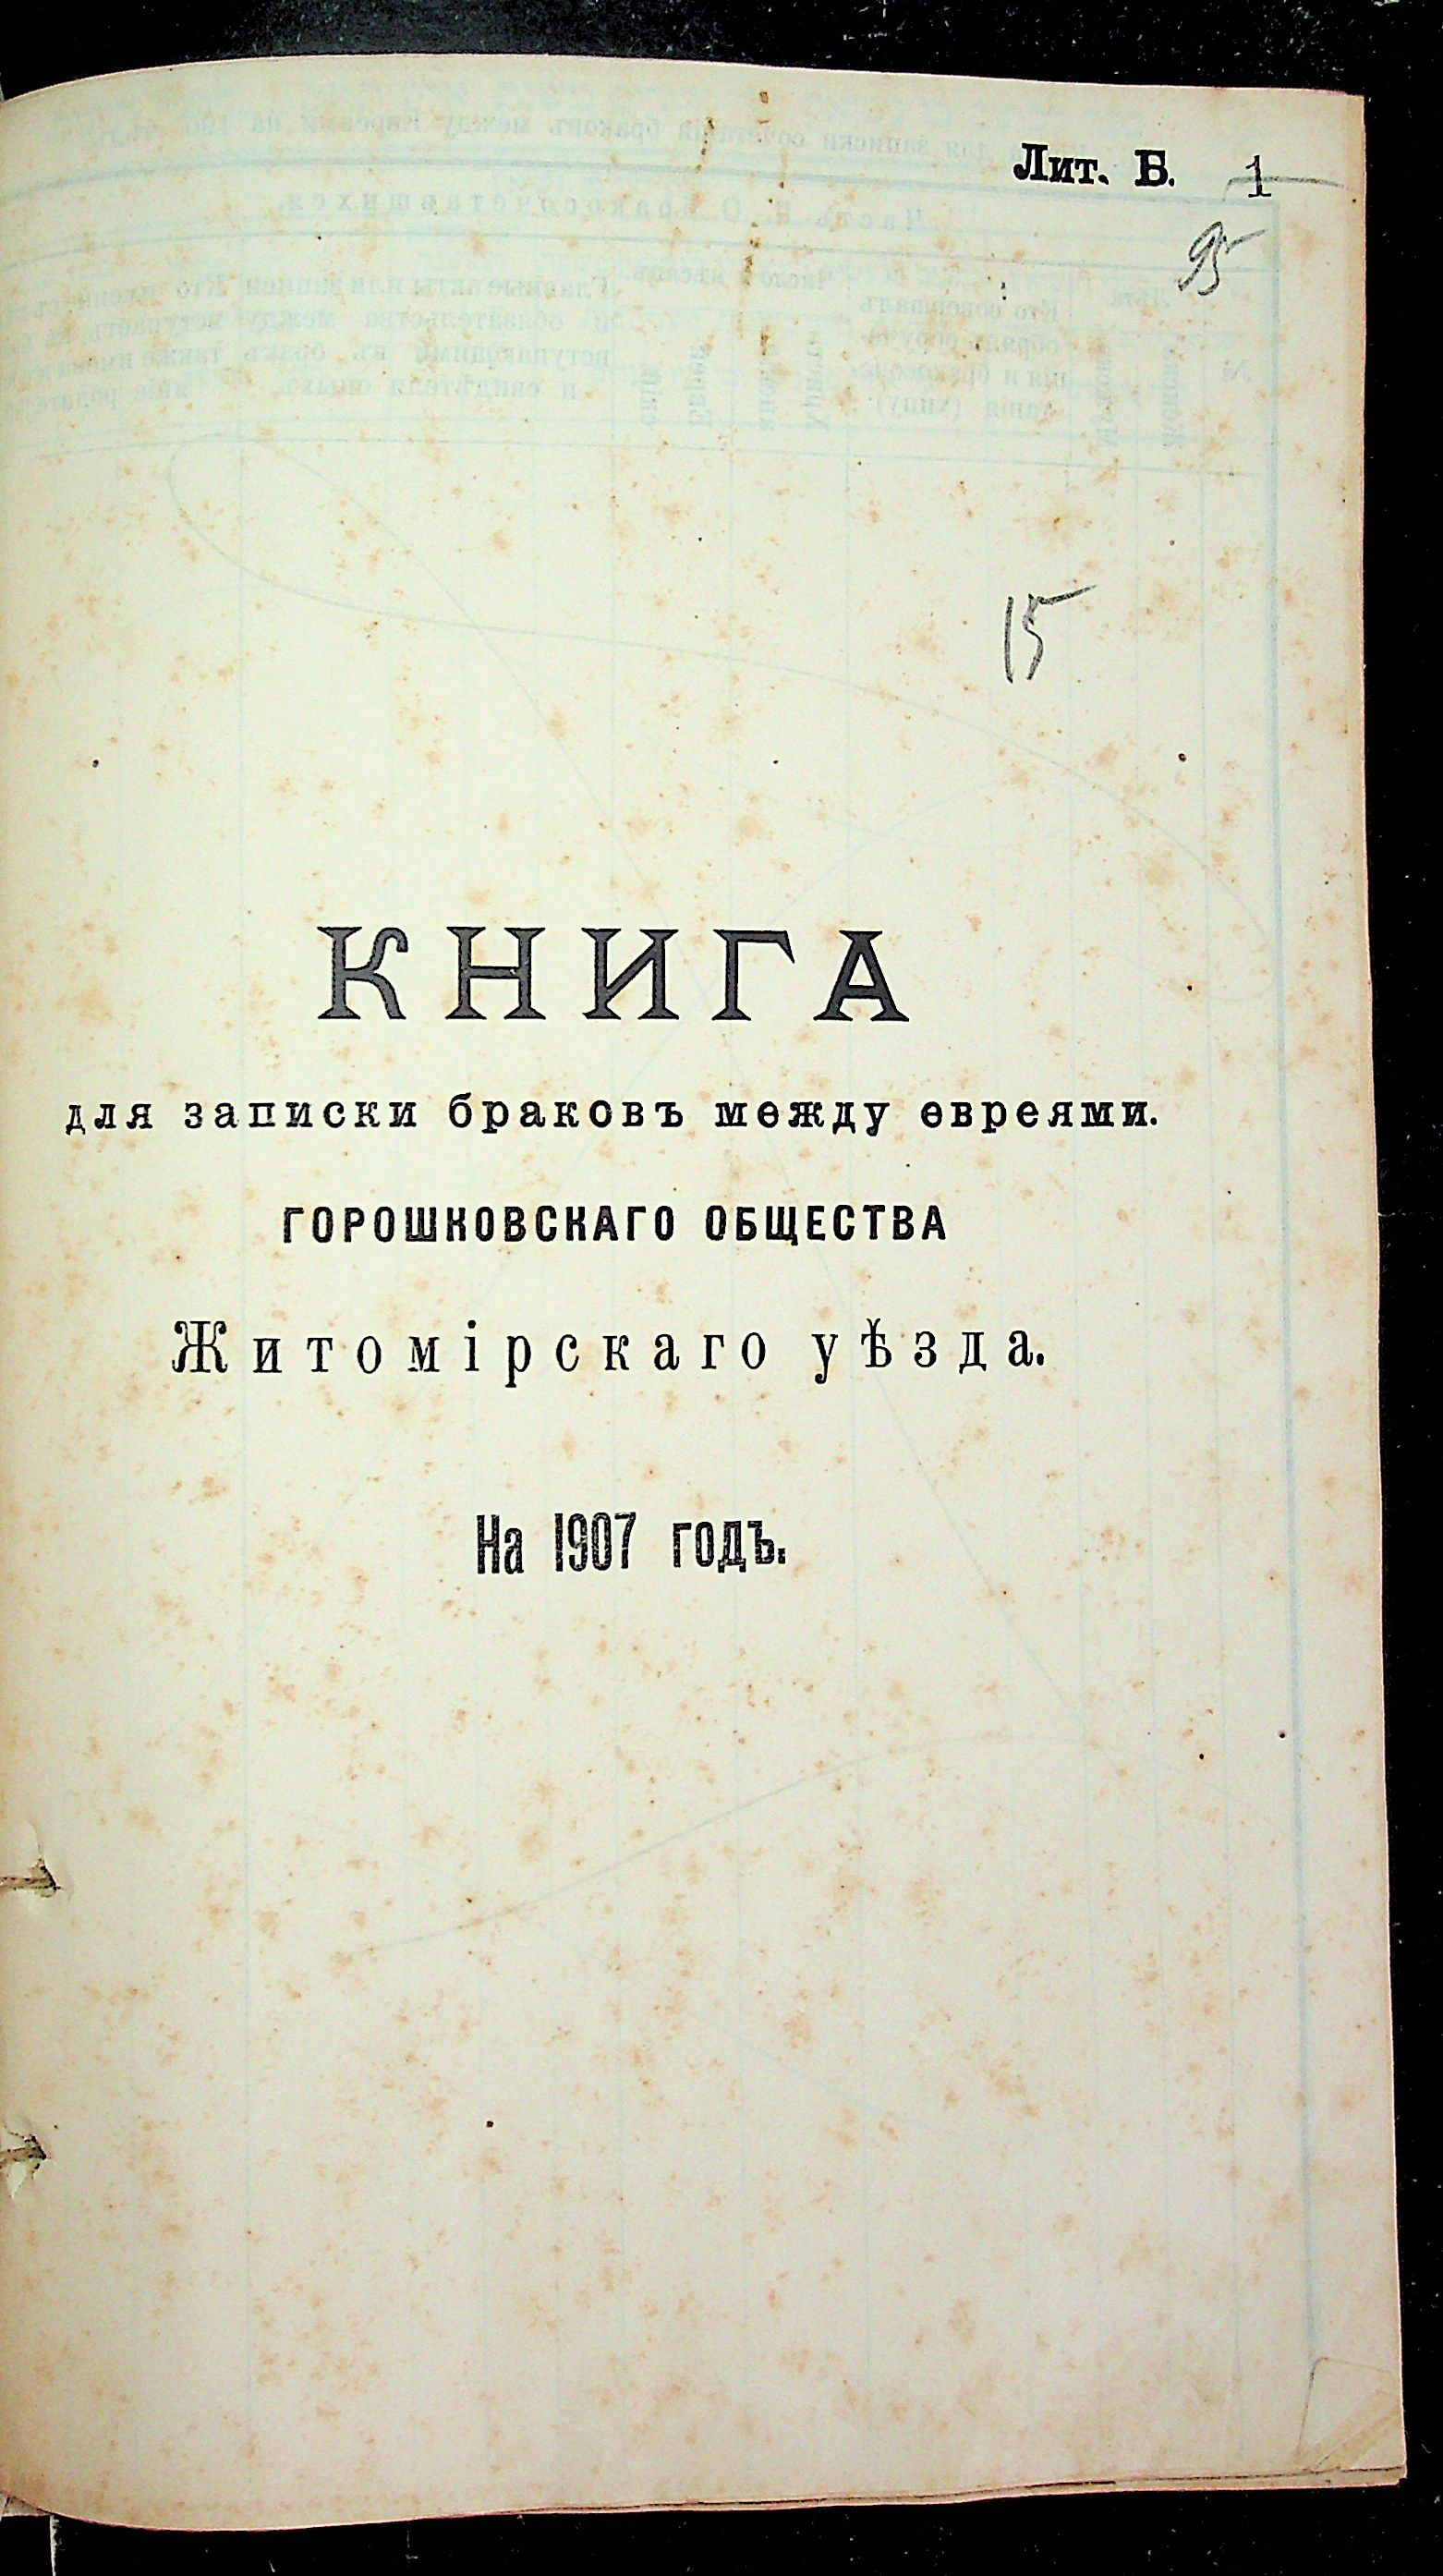 Лит. Б. 1
95
15
КНИГА
для записки браковъ между евреями.
ГОРОШКОВСКАГО ОБЩЕСТВА
Житомірскаго уѣзда.
На 1907 годъ.